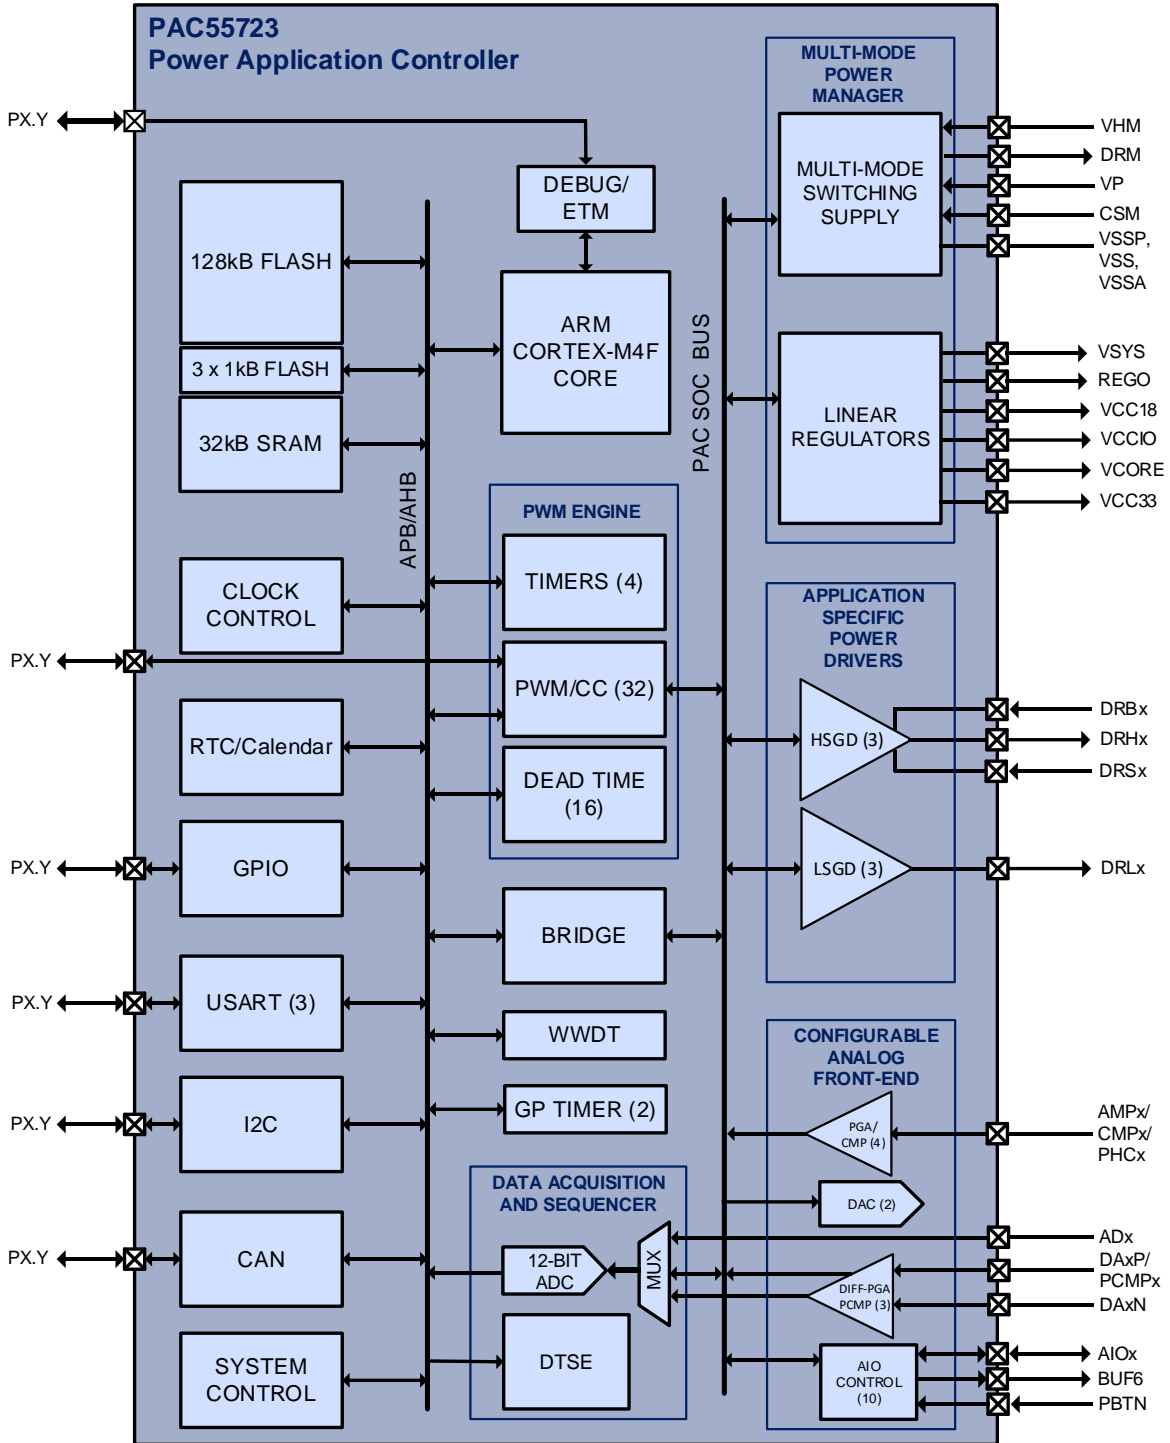 PAC55723
Power Application Controller
PX.Y
DEBUG/
ETM
128kB FLASH
3 x 1kB FLASH
32kB SRAM
ARM
CORTEX-M4F
CORE
APB/AHB
PAC SOC BUS
CLOCK
CONTROL
PX.Y
RTC/Calendar
PX.Y
GPIO
PX.Y
USART (3)
PX.Y
I2C
PX.Y
CAN
SYSTEM
CONTROL
PWM ENGINE
TIMERS (4)
PWM/CC (32)
DEAD TIME
(16)
BRIDGE
WWDT
GP TIMER (2)
DATA ACQUISITION
AND SEQUENCER
12-BIT
ADC
MUX
DTSE
MULTI-MODE
POWER
MANAGER
MULTI-MODE
SWITCHING
SUPPLY
VHM
DRM
VP
CSM
VSSP,
VSS,
VSSA
LINEAR
REGULATORS
VSYS
REGO
VCC18
VCCIO
VCORE
VCC33
APPLICATION
SPECIFIC
POWER
DRIVERS
HSGD (3)
DRBx
DRHx
DRSx
LSGD (3)
DRLx
CONFIGURABLE
ANALOG
FRONT-END
PGA/
CMP (4)
AMPx/
CMPx/
PHCx
DAC (2)
ADx
DIFF-PGA
PCMP (3)
DAxP/
PCMPx
DAxN
AIO
CONTROL
(10)
AIOx
BUF6
PBTN